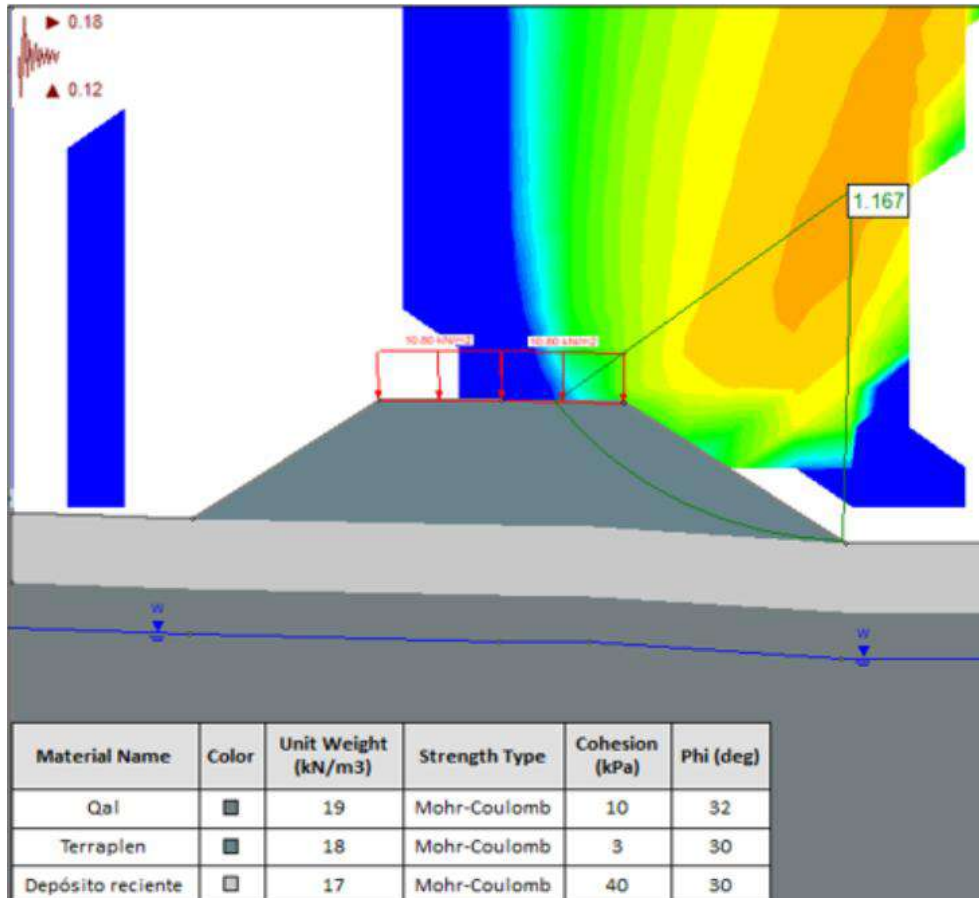 0.18
0.12
1.167
10.80 kN/m2 10.80 kN/m2
W
W
Material Name Color Unit Weight (kN/m3) Strength Type Cohesion (kPa) Phi (deg)
Qal 19 Mohr-Coulomb 10 32
Terraplen 18 Mohr-Coulomb 3 30
Depósito reciente 17 Mohr-Coulomb 40 30